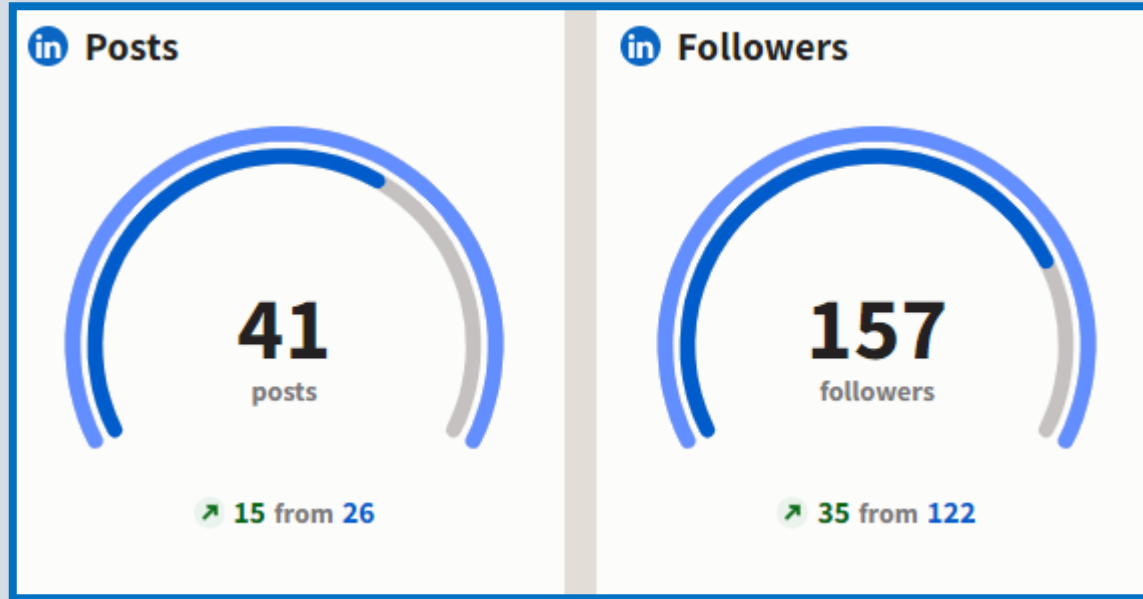 in Posts
41
posts
15 from 26
in Followers
157
followers
35 from 122